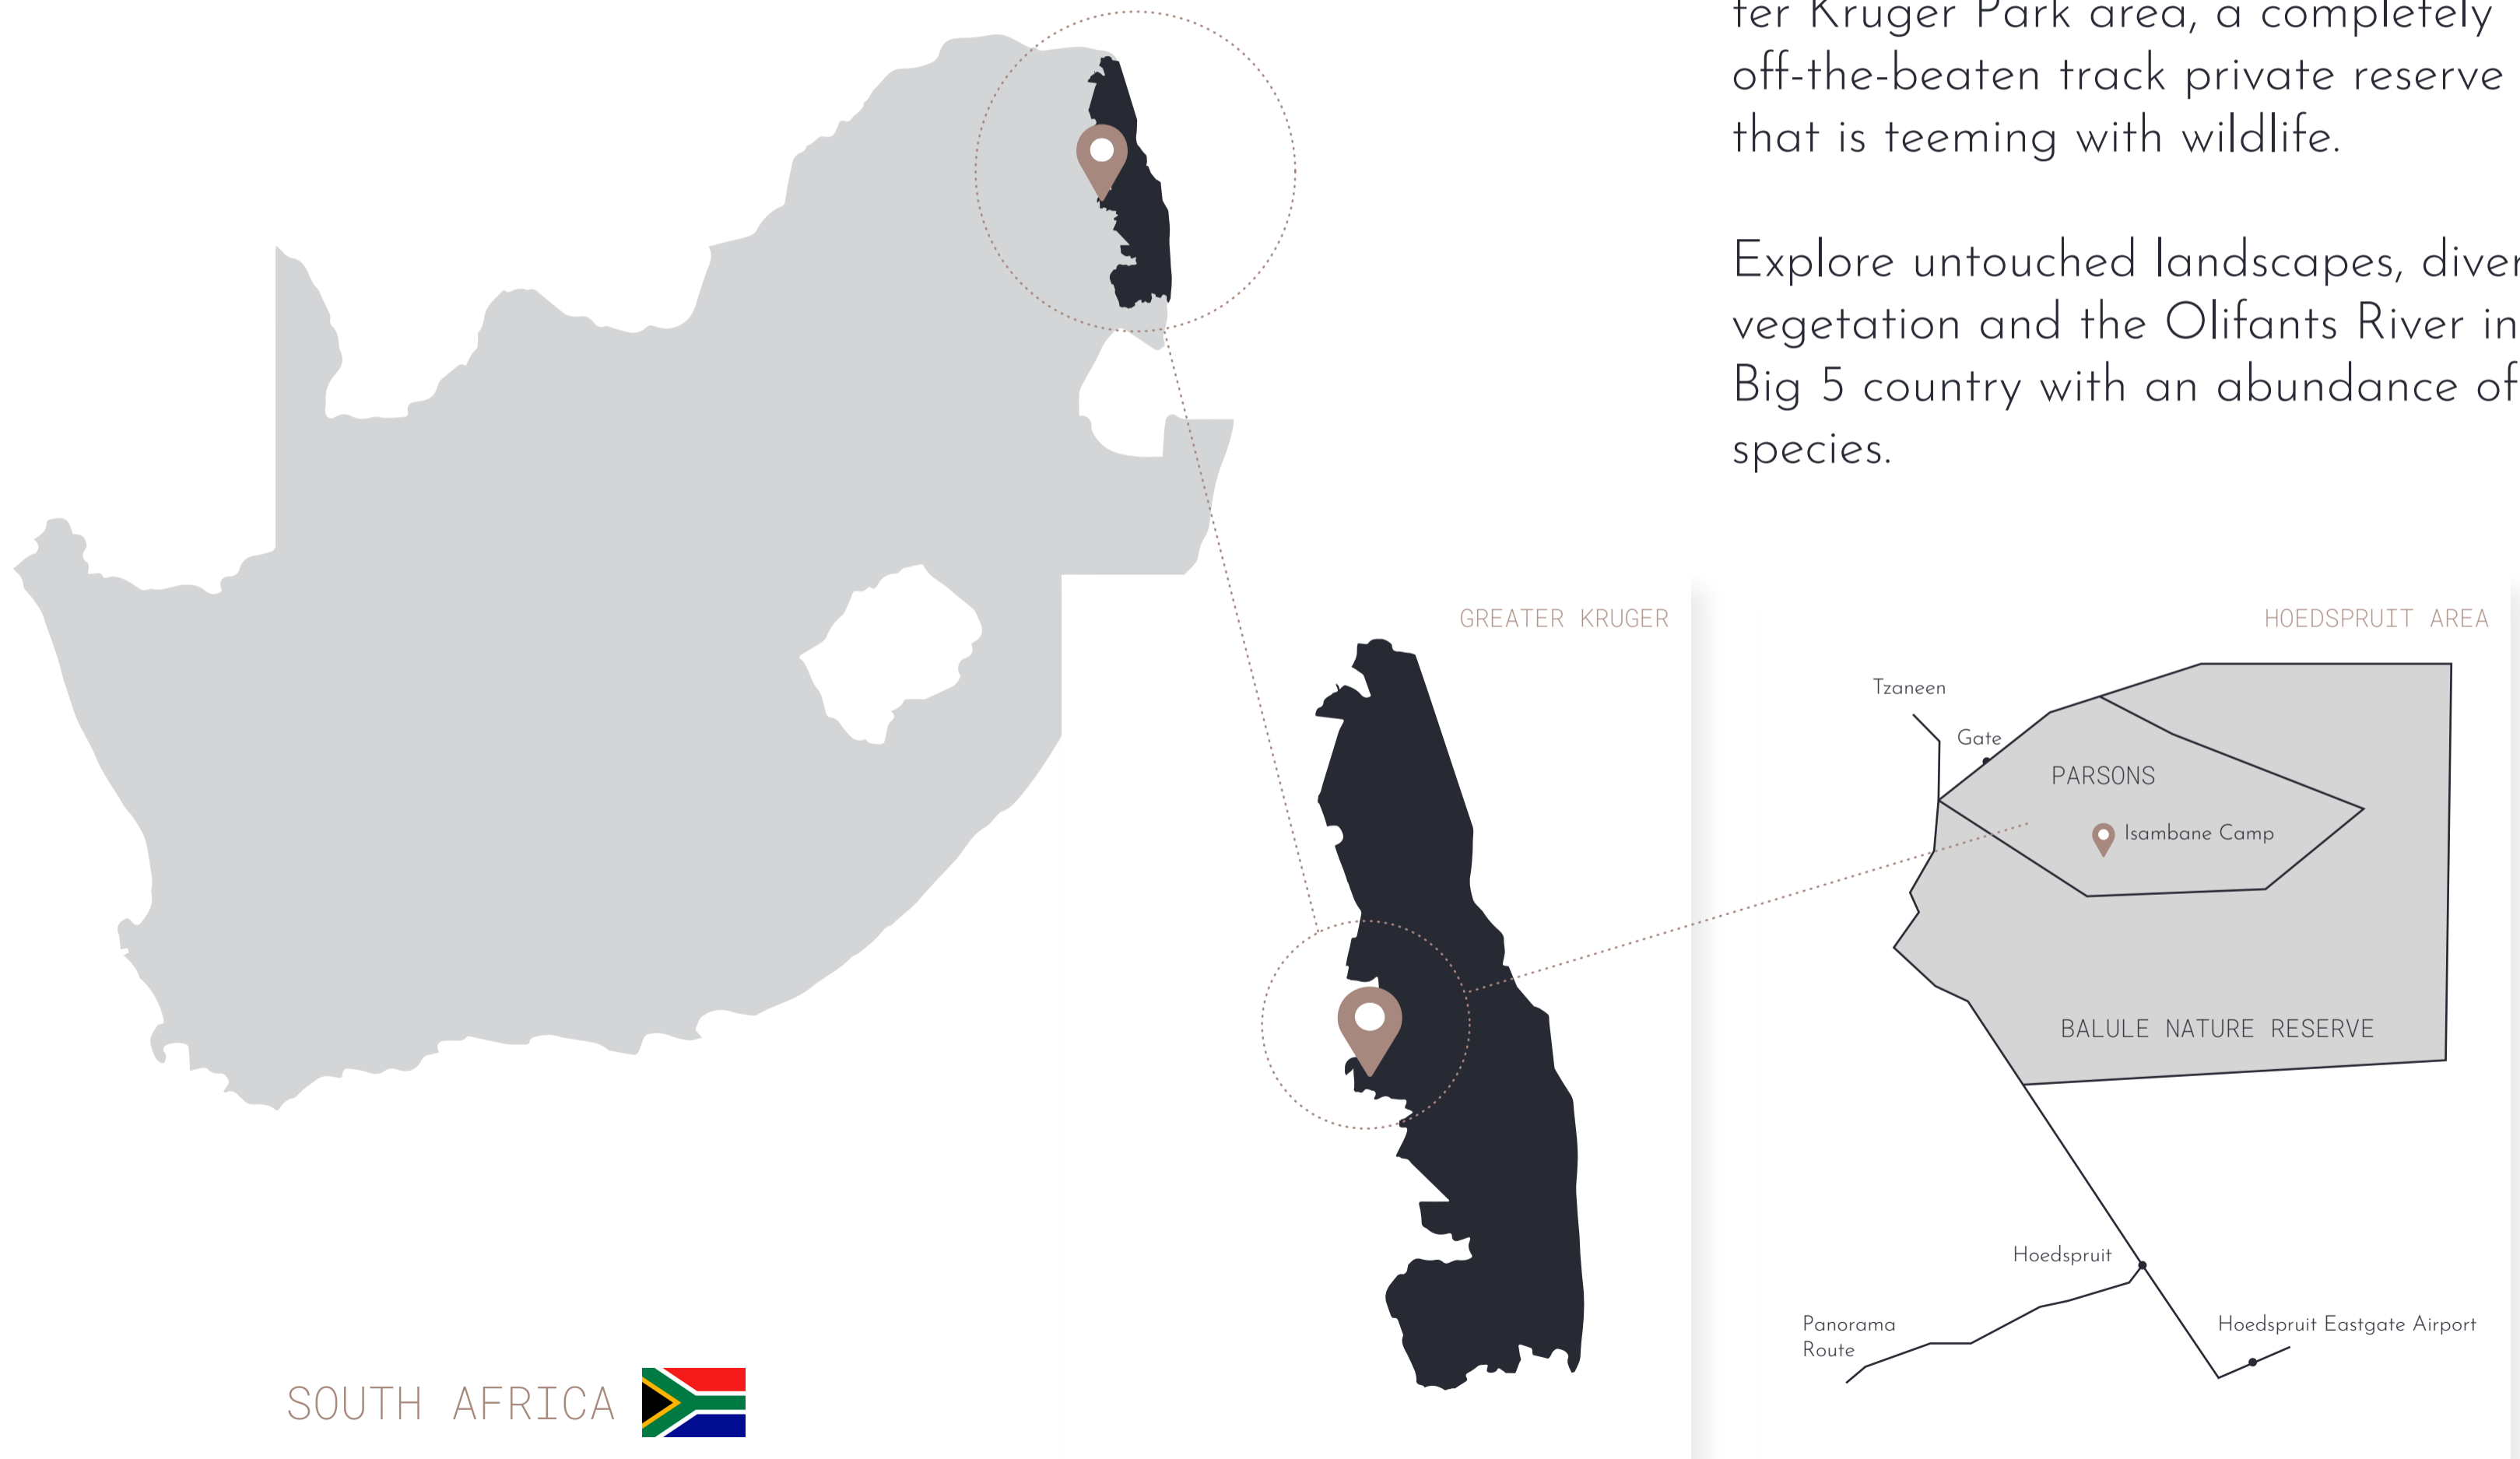 ter Kruger Park area, a completely
off-the-beaten track private reserve
that is teeming with wildlife.
Explore untouched landscapes, diver
vegetation and the Olifants River in
Big 5 country with an abundance of
species.
GREATER KRUGER
HOEDSPRUIT AREA
Tzaneen
Gate
PARSONS
Isambane Camp
BALULE NATURE RESERVE
Hoedspruit
Panorama
Route
Hoedspruit Eastgate Airport
SOUTH AFRICA